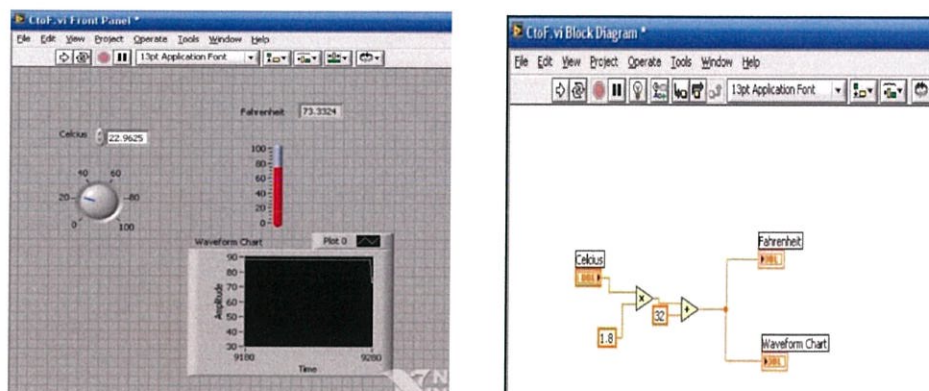 CtoF.vi Front Panel *
File Edit View Project Operate Tools Window Help
13pt Application Font
Fahrenheit 73.3324
Celcius 22.9625
0 20 40 60 80 100
100
80
60
40
20
0
Waveform Chart Plot 0
Amplitude
90
80
70
60
50
40
30
9180 9280
Time
CtoF.vi Block Diagram *
File Edit View Project Operate Tools Window Help
13pt Application Font
Celcius
DBL
x
1.8
32
+
Fahrenheit
DBL
Waveform Chart
DBL